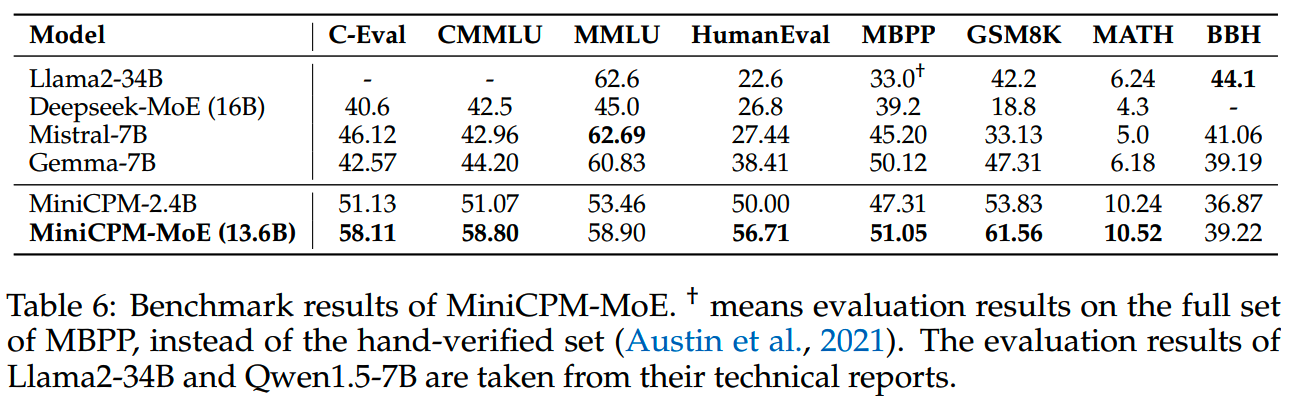 Model C-Eval CMMLU MMLU HumanEval MBPP GSM8K MATH BBH
Llama2-34B - - 62.6 22.6 33.0† 42.2 6.24 44.1
Deepseek-MoE (16B) 40.6 42.5 45.0 26.8 39.2 18.8 4.3 -
Mistral-7B 46.12 42.96 62.69 27.44 45.20 33.13 5.0 41.06
Gemma-7B 42.57 44.20 60.83 38.41 50.12 47.31 6.18 39.19
MiniCPM-2.4B 51.13 51.07 53.46 50.00 47.31 53.83 10.24 36.87
MiniCPM-MoE (13.6B) 58.11 58.80 58.90 56.71 51.05 61.56 10.52 39.22
Table 6: Benchmark results of MiniCPM-MoE. † means evaluation results on the full set
of MBPP, instead of the hand-verified set (Austin et al., 2021). The evaluation results of
Llama2-34B and Qwen1.5-7B are taken from their technical reports.